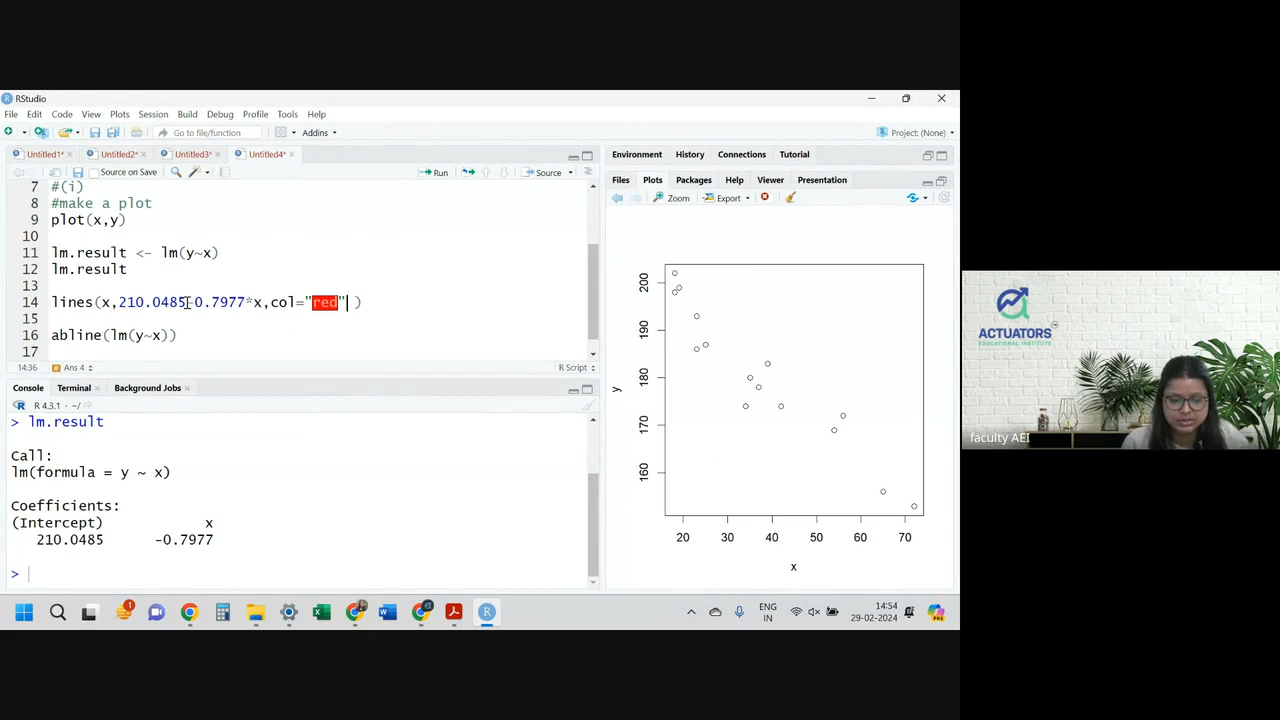 RStudio
File Edit Code View Plots Session Build Debug Profile Tools Help
Go to file/function Addins Project: (None)
Untitled1* Untitled2* Untitled3* Untitled4*
Source on Save Run Source
7 #(i)
8 #make a plot
9 plot(x,y)
10
11 lm.result <- lm(y~x)
12 lm.result
13
14 lines(x,210.0485-0.7977*x,col="red" )
15
16 abline(lm(y~x))
17
14:36 Ans 4 R Script
Console Terminal Background Jobs
R 4.3.1 · ~/
> lm.result
Call:
lm(formula = y ~ x)
Coefficients:
(Intercept) x
210.0485 -0.7977
>
Environment History Connections Tutorial
Files Plots Packages Help Viewer Presentation
Zoom Export
200
190
180
170
160
y
20 30 40 50 60 70
x
ACTUATORS
EDUCATIONAL INSTITUTE
faculty AEI
1
ENG
IN
14:54
29-02-2024
PRE